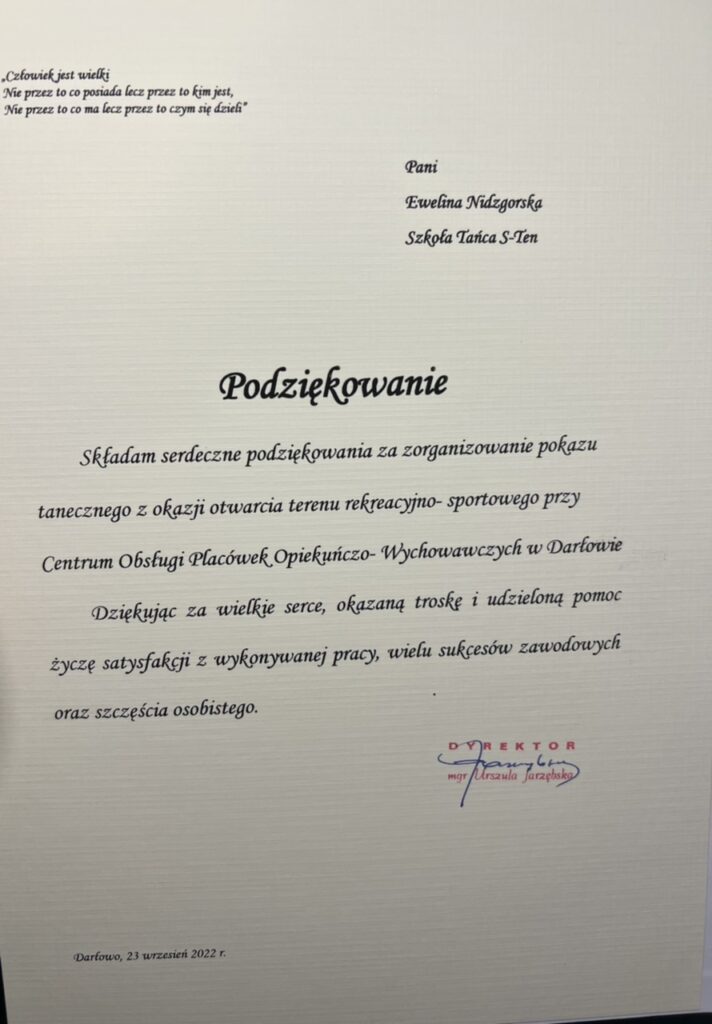 „Człowiek jest wielki
Nie przez to co posiada lecz przez to kim jest,
Nie przez to co ma lecz przez to czym się dzieli”
Pani
Ewelina Nidzgorska
Szkoła Tańca S-Ten
Podziękowanie
Składam serdeczne podziękowania za zorganizowanie pokazu
tanecznego z okazji otwarcia terenu rekreacyjno- sportowego przy
Centrum Obsługi Placówek Opiekuńczo- Wychowawczych w Darłowie
Dziękując za wielkie serce, okazaną troskę i udzieloną pomoc
życzę satysfakcji z wykonywanej pracy, wielu sukcesów zawodowych
oraz szczęścia osobistego.
DYREKTOR
mgr Urszula Jarzębska
Darłowo, 23 wrzesień 2022 r.